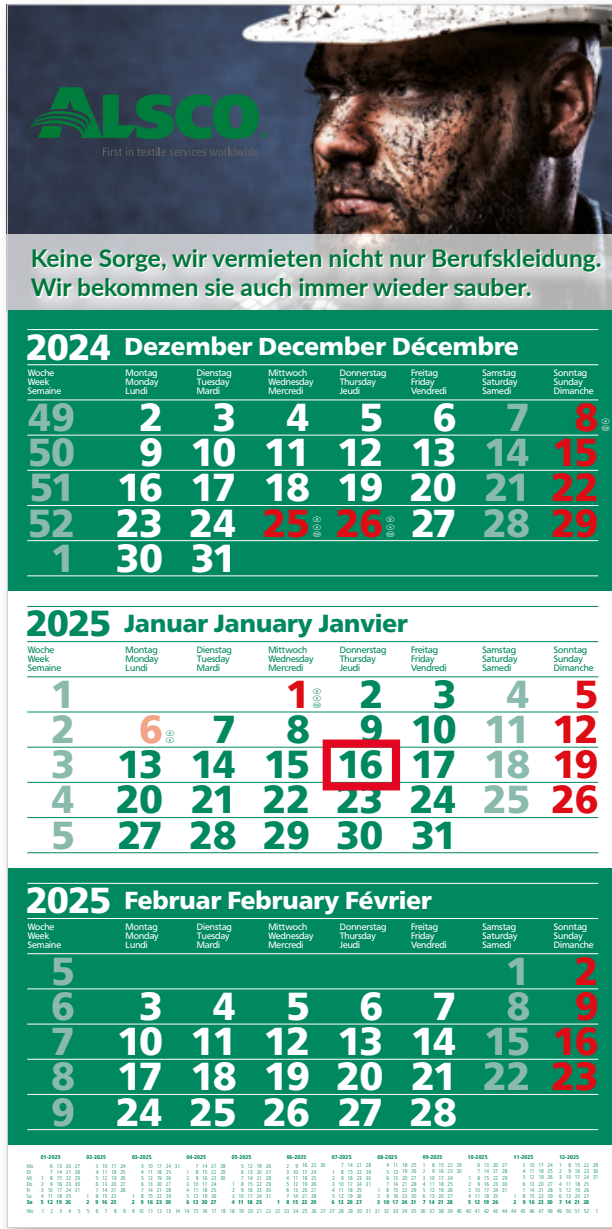 ALSCO
First in textile services worldwide
Keine Sorge, wir vermieten nicht nur Berufskleidung.
Wir bekommen sie auch immer wieder sauber.
2024 Dezember December Décembre
Woche Montag Dienstag Mittwoch Donnerstag Freitag Samstag Sonntag
Week Monday Tuesday Wednesday Thursday Friday Saturday Sunday
Semaine Lundi Mardi Mercredi Jeudi Vendredi Samedi Dimanche
49 2 3 4 5 6 7 8
50 9 10 11 12 13 14 15
51 16 17 18 19 20 21 22
52 23 24 25 26 27 28 29
1 30 31
2025 Januar January Janvier
Woche Montag Dienstag Mittwoch Donnerstag Freitag Samstag Sonntag
Week Monday Tuesday Wednesday Thursday Friday Saturday Sunday
Semaine Lundi Mardi Mercredi Jeudi Vendredi Samedi Dimanche
1 1 2 3 4 5
2 6 7 8 9 10 11 12
3 13 14 15 16 17 18 19
4 20 21 22 23 24 25 26
5 27 28 29 30 31
2025 Februar February Février
Woche Montag Dienstag Mittwoch Donnerstag Freitag Samstag Sonntag
Week Monday Tuesday Wednesday Thursday Friday Saturday Sunday
Semaine Lundi Mardi Mercredi Jeudi Vendredi Samedi Dimanche
5 1 2
6 3 4 5 6 7 8 9
7 10 11 12 13 14 15 16
8 17 18 19 20 21 22 23
9 24 25 26 27 28
01-2025 02-2025 03-2025 04-2025 05-2025 06-2025 07-2025 08-2025 09-2025 10-2025 11-2025 12-2025